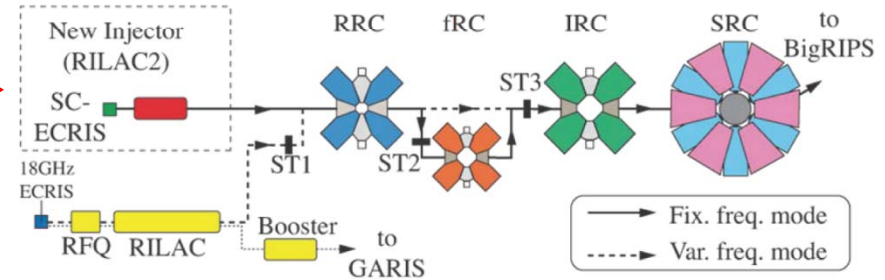 New Injector
(RILAC2)
SC-
ECRIS
RRC
fRC
IRC
SRC
to
BigRIPS
ST3
ST1
ST2
18GHz
ECRIS
RFQ
RILAC
Booster
to
GARIS
Fix. freq. mode
Var. freq. mode